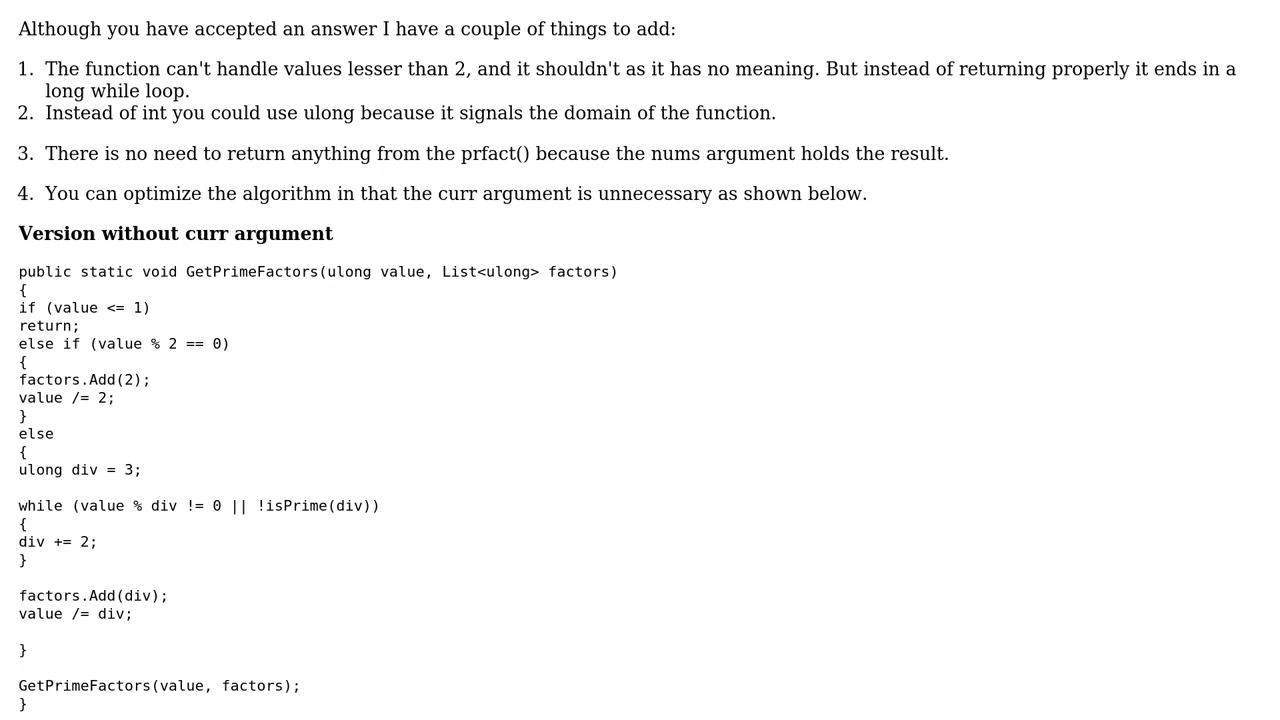 Although you have accepted an answer I have a couple of things to add:
1. The function can't handle values lesser than 2, and it shouldn't as it has no meaning. But instead of returning properly it ends in a
long while loop.
2. Instead of int you could use ulong because it signals the domain of the function.
3. There is no need to return anything from the prfact() because the nums argument holds the result.
4. You can optimize the algorithm in that the curr argument is unnecessary as shown below.
Version without curr argument
public static void GetPrimeFactors(ulong value, List<ulong> factors)
{
if (value <= 1)
return;
else if (value % 2 == 0)
{
factors.Add(2);
value /= 2;
}
else
{
ulong div = 3;
while (value % div != 0 || !isPrime(div))
{
div += 2;
}
factors.Add(div);
value /= div;
}
GetPrimeFactors(value, factors);
}